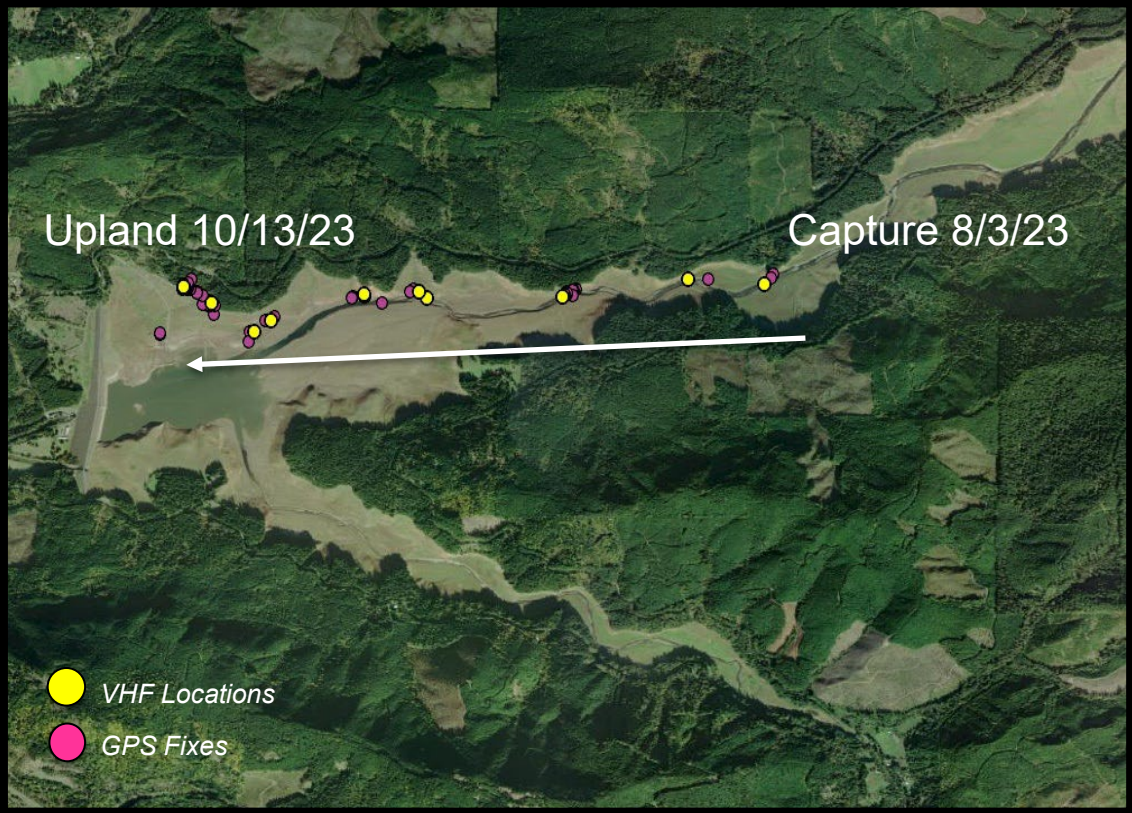 Upland 10/13/23
Capture 8/3/23
VHF Locations
GPS Fixes